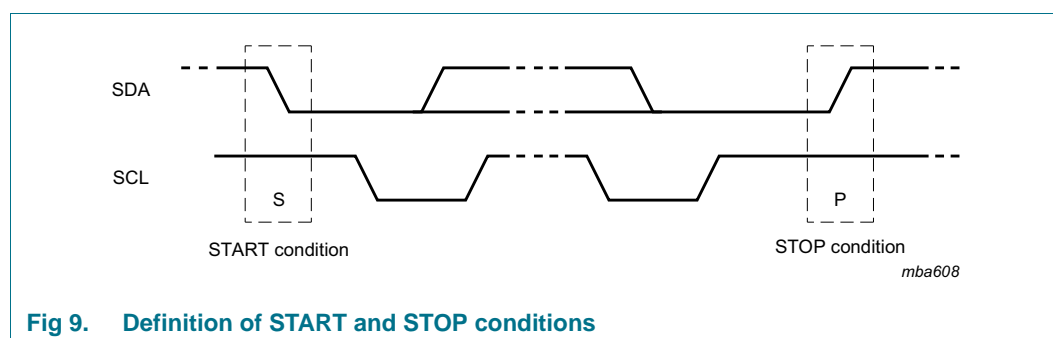 SDA
SCL
S
P
START condition
STOP condition
mba608
Fig 9. Definition of START and STOP conditions